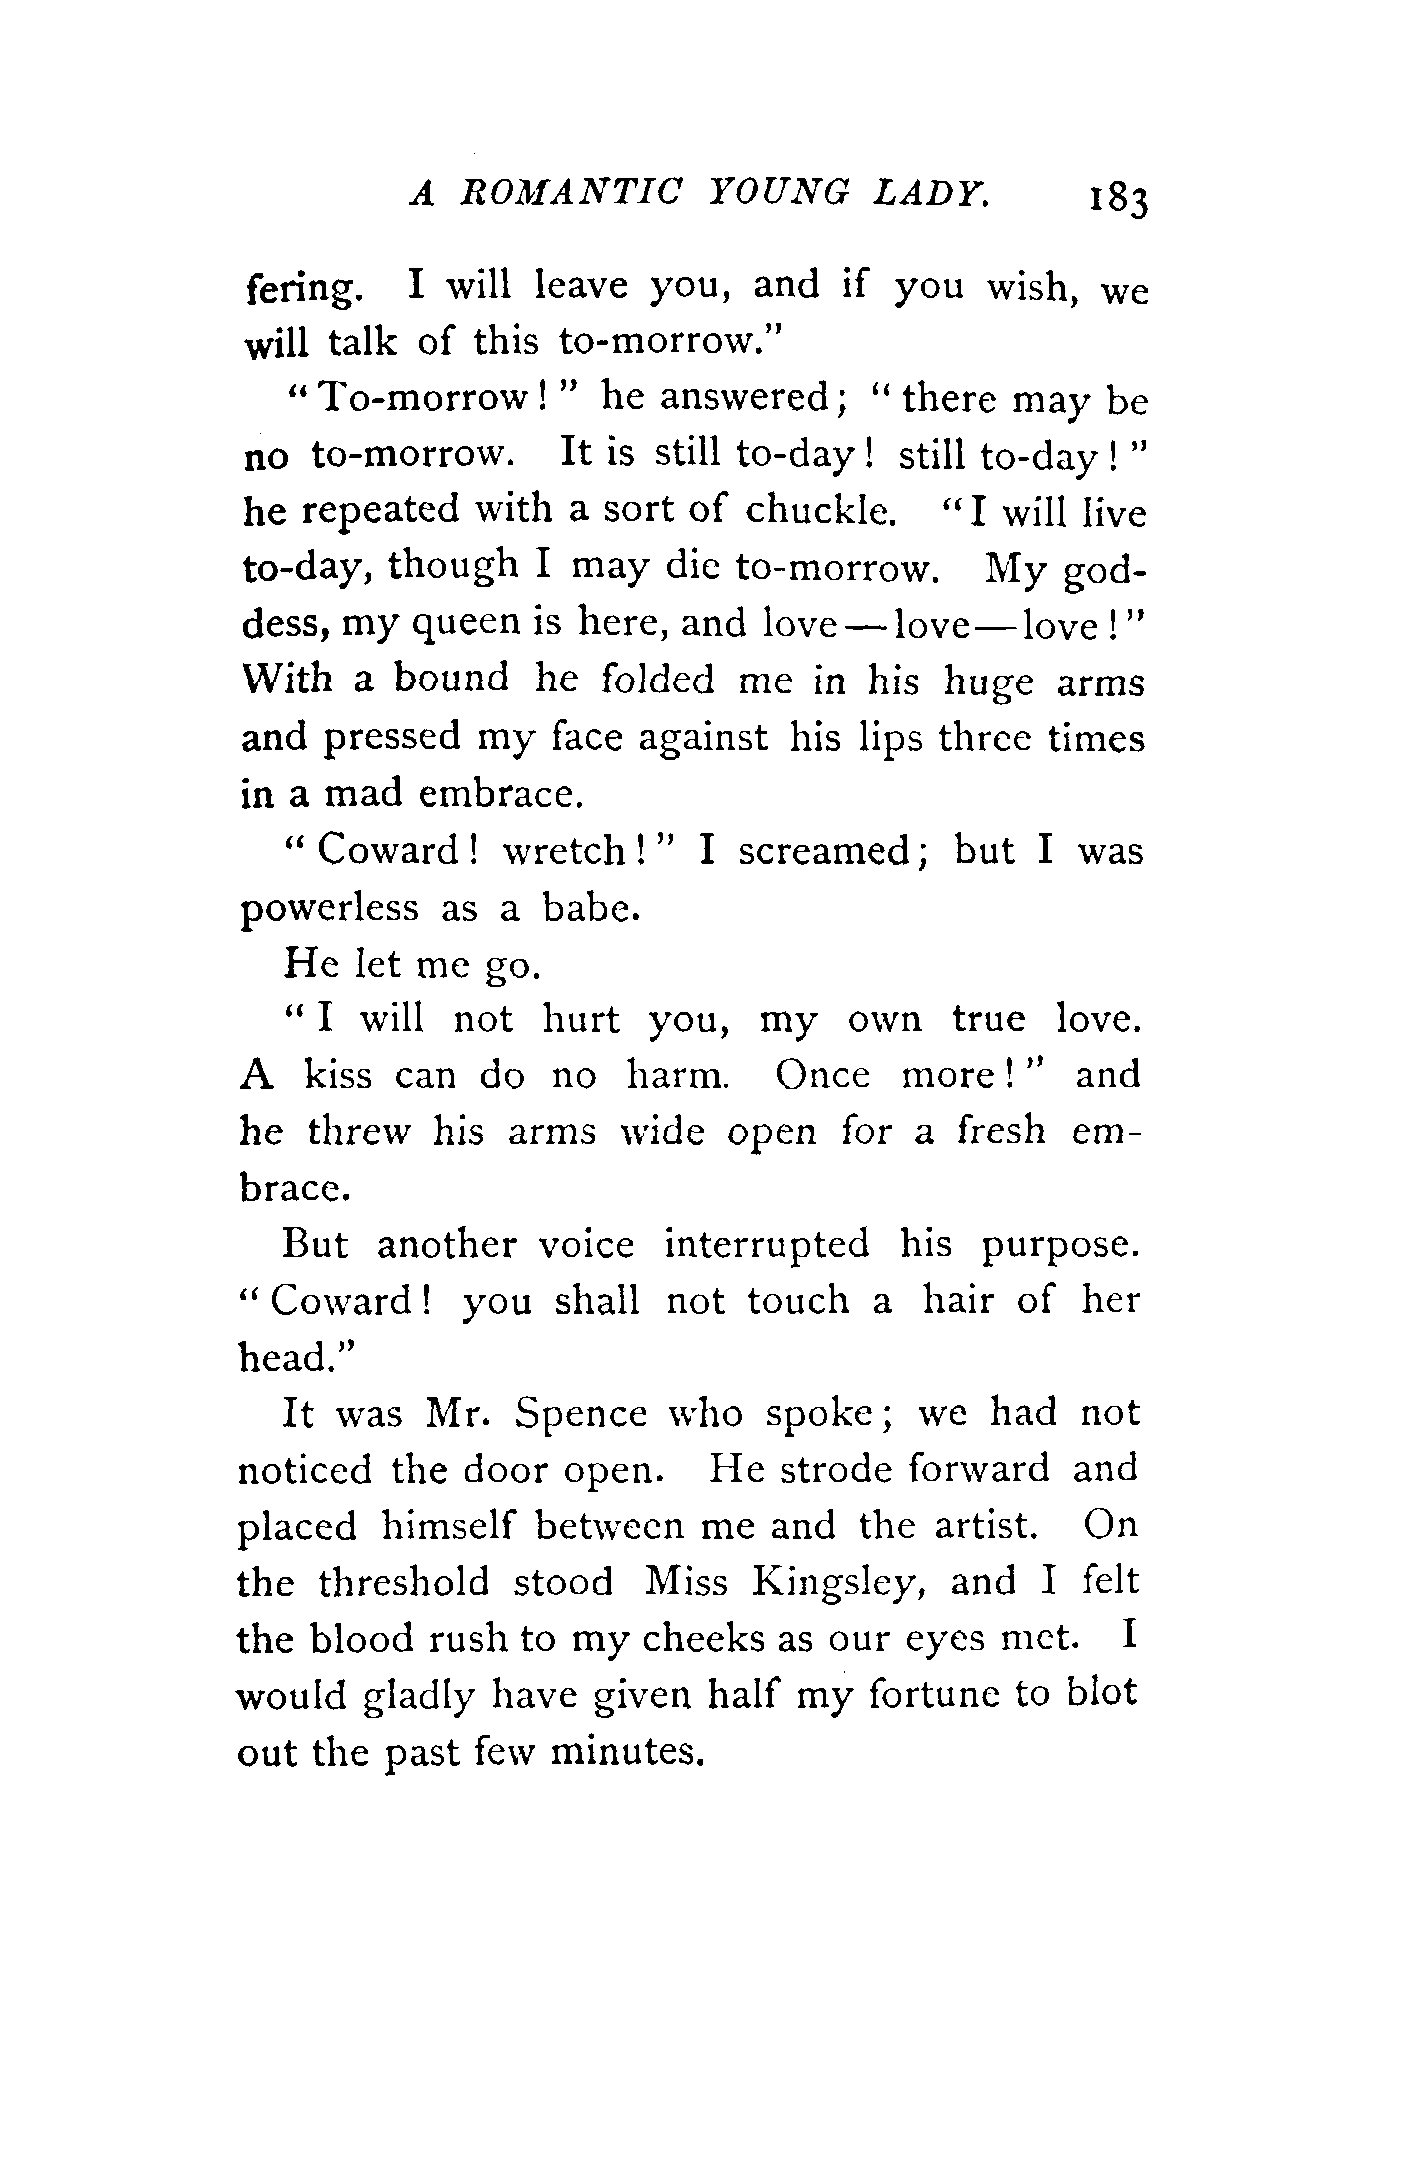 A ROMANTIC YOUNG LADY. 183
fering. I will leave you, and if you wish, we
will talk of this to-morrow."
"To-morrow!" he answered; "there may be
no to-morrow. It is still to-day! still to-day!"
he repeated with a sort of chuckle. "I will live
to-day, though I may die to-morrow. My god-
dess, my queen is here, and love—love—love!"
With a bound he folded me in his huge arms
and pressed my face against his lips three times
in a mad embrace.
"Coward! wretch!" I screamed; but I was
powerless as a babe.
He let me go.
"I will not hurt you, my own true love.
A kiss can do no harm. Once more!" and
he threw his arms wide open for a fresh em-
brace.
But another voice interrupted his purpose.
"Coward! you shall not touch a hair of her
head."
It was Mr. Spence who spoke; we had not
noticed the door open. He strode forward and
placed himself between me and the artist. On
the threshold stood Miss Kingsley, and I felt
the blood rush to my cheeks as our eyes met. I
would gladly have given half my fortune to blot
out the past few minutes.